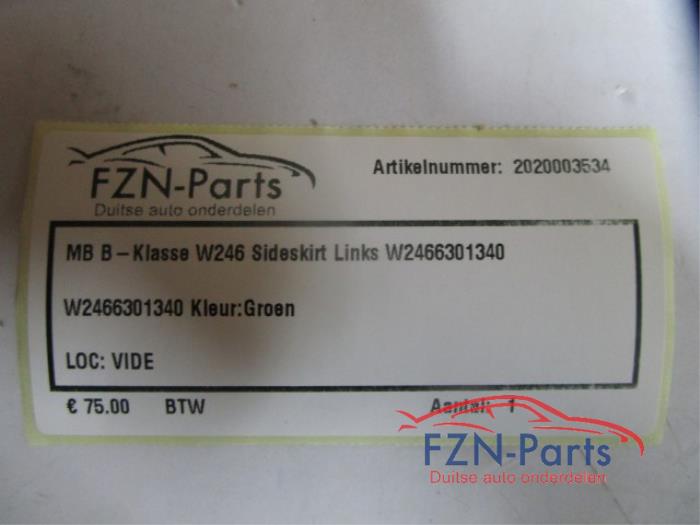 FZN-Parts
Duitse auto onderdelen
Artikelnummer: 2020003534
MB B-Klasse W246 Sideskirt Links W2466301340
W2466301340 Kleur:Groen
LOC: VIDE
€ 75.00 BTW Aantal: 1
FZN-Parts
Duitse auto onderdelen